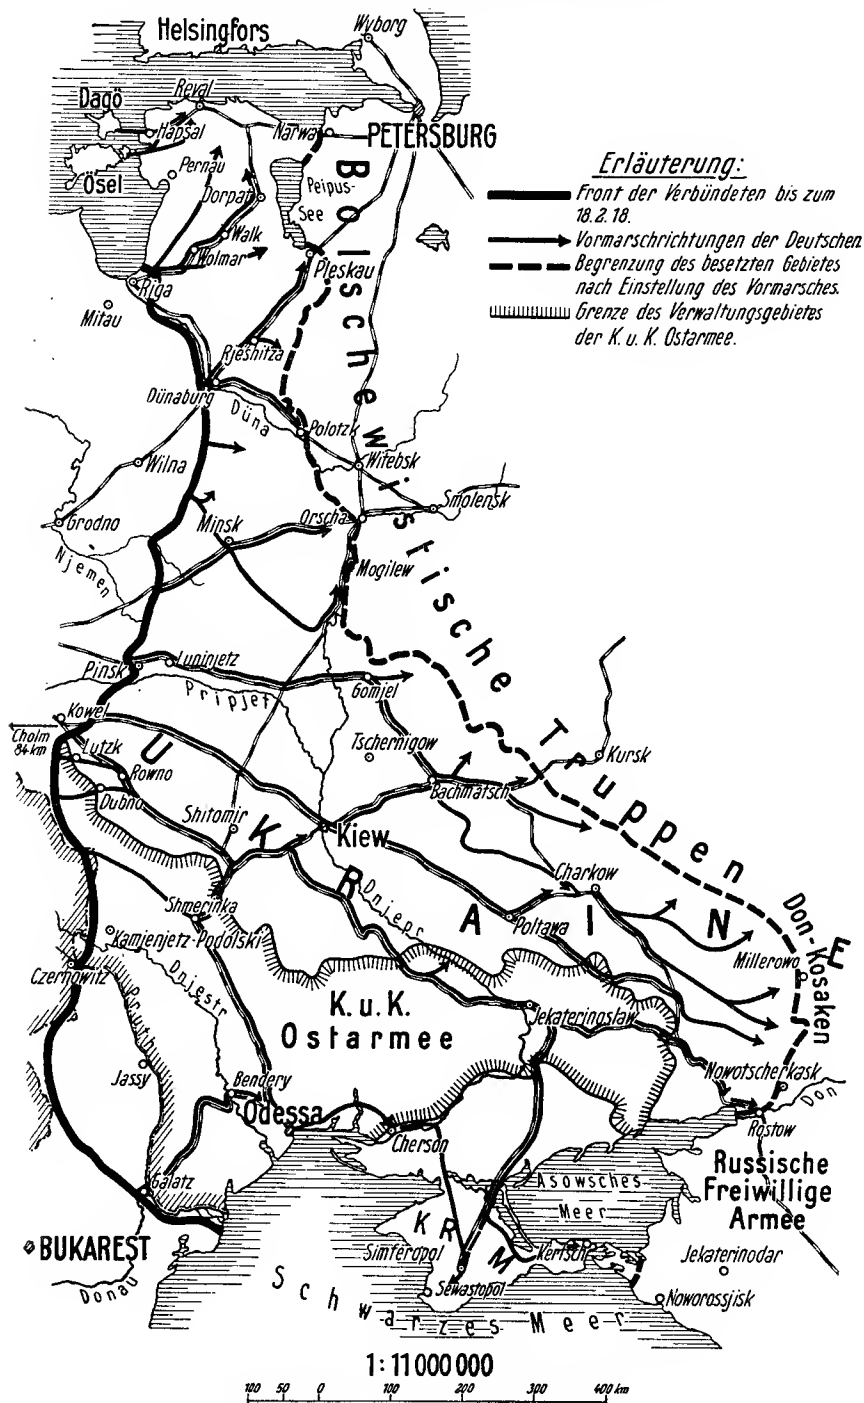 Helsingfors
Wyborg
Reval
Dagö
Hapsal
Narwa
PETERSBURG
Ösel
Pernau
Dorpat
Peipus-
See
Walk
Wolmar
Pleskau
Riga
Mitau
Rjeshitza
Dünaburg
Düna
Polotzk
Witebsk
Wilna
Smolensk
Grodno
Minsk
Orscha
Njemen
Mogilew
Bolschewistische Truppen
Erläuterung:
Front der Verbündeten bis zum
18.2.18.
Vormarschrichtungen der Deutschen
Begrenzung des besetzten Gebietes
nach Einstellung des Vormarsches.
Grenze des Verwaltungsgebietes
der K. u. K. Ostarmee.
Pinsk
Luninjetz
Pripjet
Gomjel
Kowel
Cholm
84 km
Lutzk
Rowno
Dubno
Tschernigow
Kursk
Bachmatsch
Shitomir
Kiew
UKRAINE
Shmerinka
Dnjepr
Charkow
Poltawa
Kamjenjetz-Podolski
Czernowitz
Dnjestr
Pruth
Don-Kosaken
Millerowo
K.u.K.
Ostarmee
Jekaterinoslaw
Jassy
Bendery
Nowotscherkask
Don
Odessa
Cherson
Rostow
Galatz
Asowsches
Meer
Russische
Freiwillige
Armee
KRM
BUKAREST
Simferopol
Kertsch
Jekaterinodar
Donau
Sewastopol
Noworossjisk
Schwarzes Meer
1:11000000
100 50 0 100 200 300 400 km